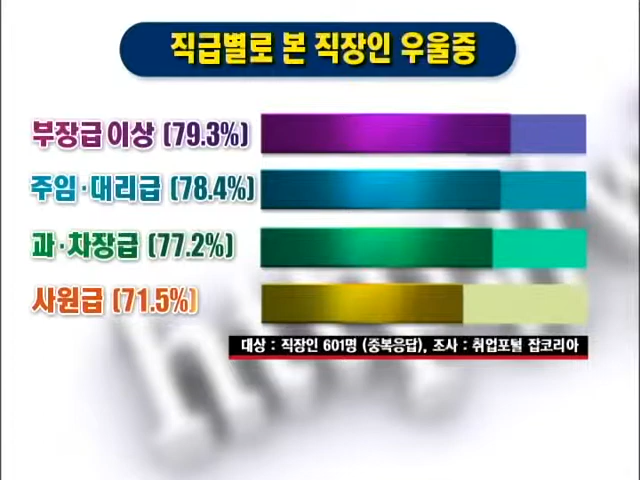 직급별로 본 직장인 우울증
부장급 이상 (79.3%)
주임·대리급 (78.4%)
과·차장급 (77.2%)
사원급 (71.5%)
대상 : 직장인 601명 (중복응답), 조사 : 취업포털 잡코리아